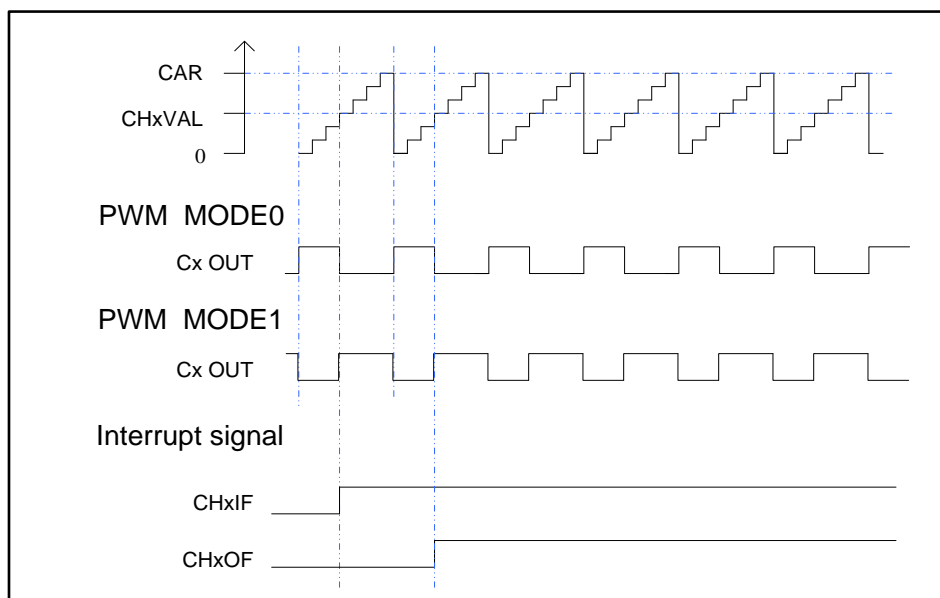 CAR
CHxVAL
0
PWM MODE0
Cx OUT
PWM MODE1
Cx OUT
Interrupt signal
CHxIF
CHxOF